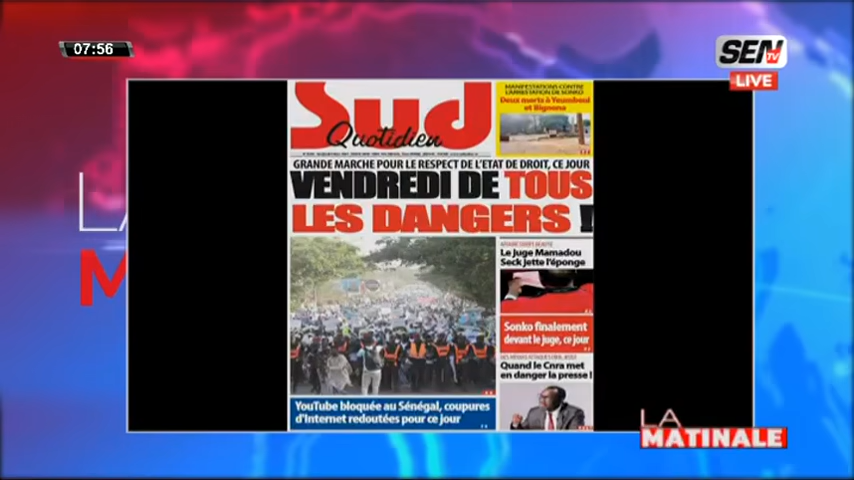 07:56
SEN TV
LIVE
LA
M
Sud
Quotidien
MANIFESTATIONS CONTRE
L'ARRESTATION DE SONKO
Deux morts à Yeumbeul
et Bignona
GRANDE MARCHE POUR LE RESPECT DE L'ETAT DE DROIT, CE JOUR
VENDREDI DE TOUS
LES DANGERS !
Le juge Mamadou
Seck jette l'éponge
Sonko finalement
devant le juge, ce jour
Quand le Cnra met
en danger la presse !
YouTube bloquée au Sénégal, coupures
d'Internet redoutées pour ce jour
LA
MATINALE